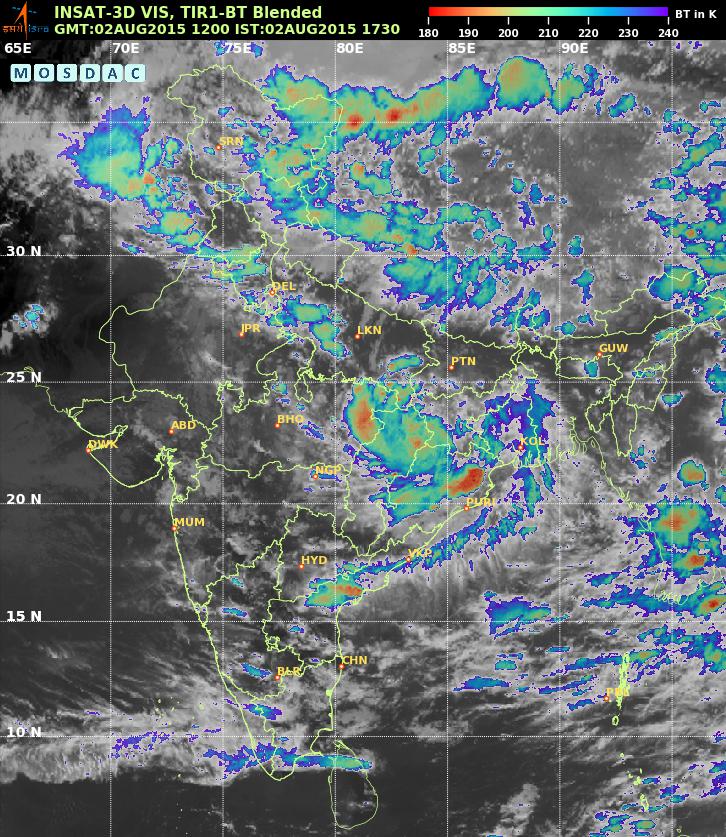 INSAT-3D VIS, TIR1-BT Blended
GMT:02AUG2015 1200 IST:02AUG2015 1730
BT in K
180 190 200 210 220 230 240
65E 70E 75E 80E 85E 90E
MOSDAC
SRN
30 N
DEL
JPR LKN
GUW
PTN
25 N
ABD BHO
DWK KOL
NGP
20 N PURI
MUM
VKP
HYD
15 N
CHN
BLR
PBL
10 N